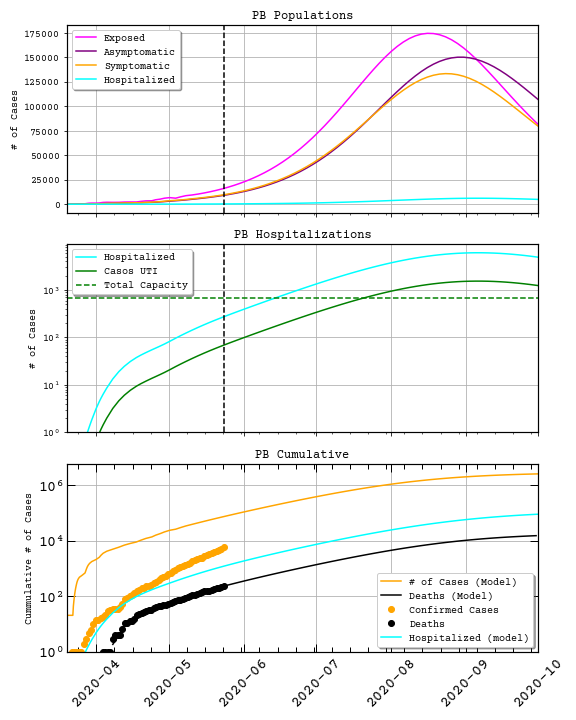 PB Populations
# of Cases
175000
150000
125000
100000
75000
50000
25000
0
Exposed
Asymptomatic
Symptomatic
Hospitalized
PB Hospitalizations
# of Cases
10³
10²
10¹
10⁰
Hospitalized
Casos UTI
Total Capacity
PB Cumulative
Cummulative # of Cases
10⁶
10⁴
10²
10⁰
# of Cases (Model)
Deaths (Model)
Confirmed Cases
Deaths
Hospitalized (model)
2020-04
2020-05
2020-06
2020-07
2020-08
2020-09
2020-10